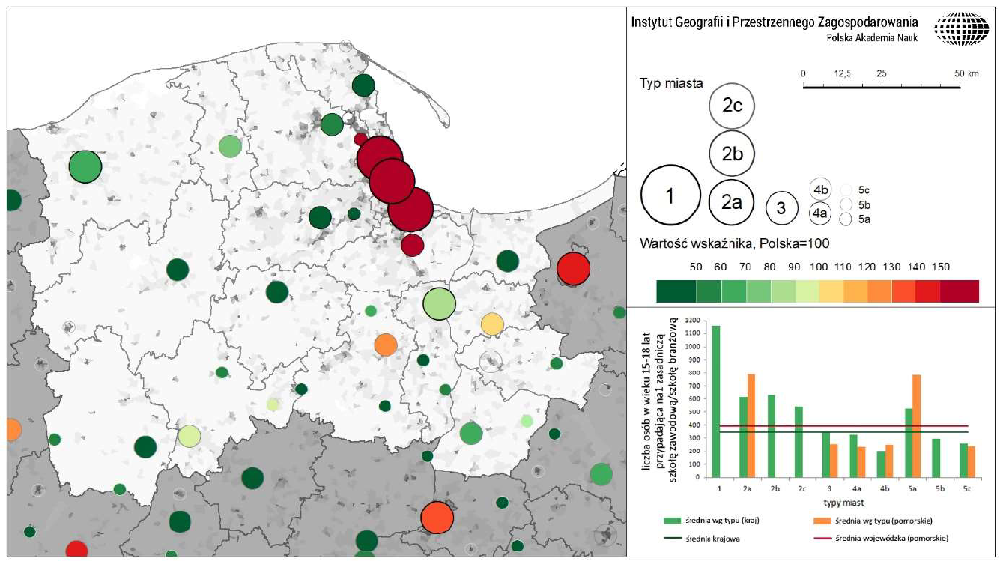 Instytut Geografii i Przestrzennego Zagospodarowania
Polska Akademia Nauk
0 12,5 25 50 km
Typ miasta
2c
2b
1 2a 3
4b
4a
5c
5b
5a
Wartość wskaźnika, Polska=100
50 60 70 80 90 100 110 120 130 140 150
liczba osób w wieku 15-18 lat
przypadająca na1 zasadniczą
szkołę zawodową/szkołę branżową
1200
1100
1000
900
800
700
600
500
400
300
200
100
0
1 2a 2b 2c 3 4a 4b 5a 5b 5c
typy miast
średnia wg typu (kraj) średnia wg typu (pomorskie)
średnia krajowa średnia wojewódzka (pomorskie)